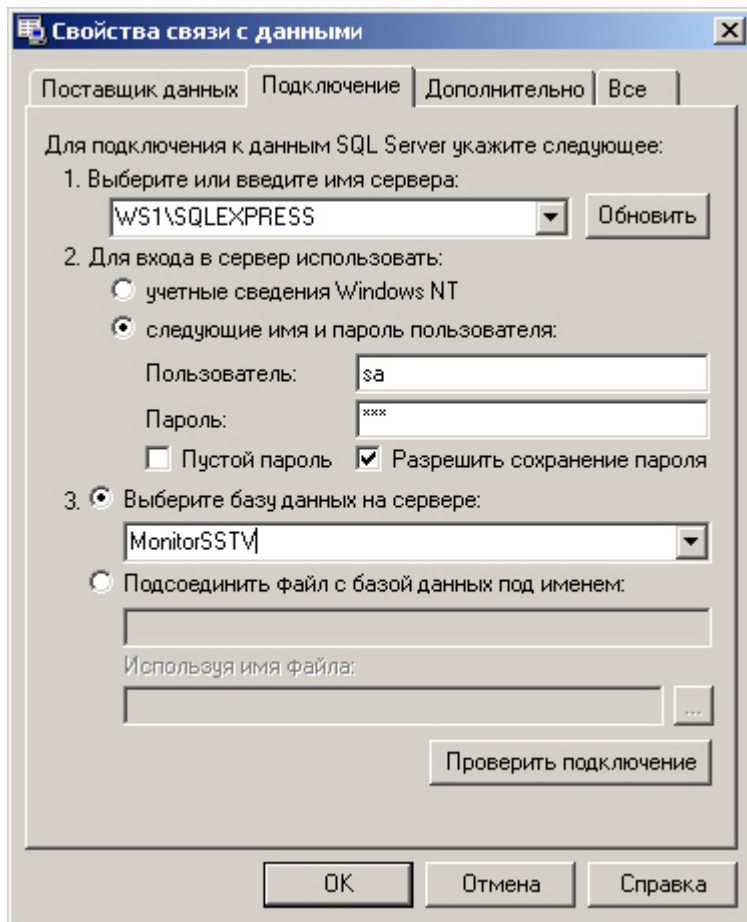 Свойства связи с данными
Поставщик данных Подключение Дополнительно Все
Для подключения к данным SQL Server укажите следующее:
1. Выберите или введите имя сервера:
WS1\SQLEXPRESS Обновить
2. Для входа в сервер использовать:
учетные сведения Windows NT
следующие имя и пароль пользователя:
Пользователь: sa
Пароль: ***
Пустой пароль Разрешить сохранение пароля
3. Выберите базу данных на сервере:
MonitorSSTV
Подсоединить файл с базой данных под именем:
Используя имя файла:
...
Проверить подключение
OK Отмена Справка